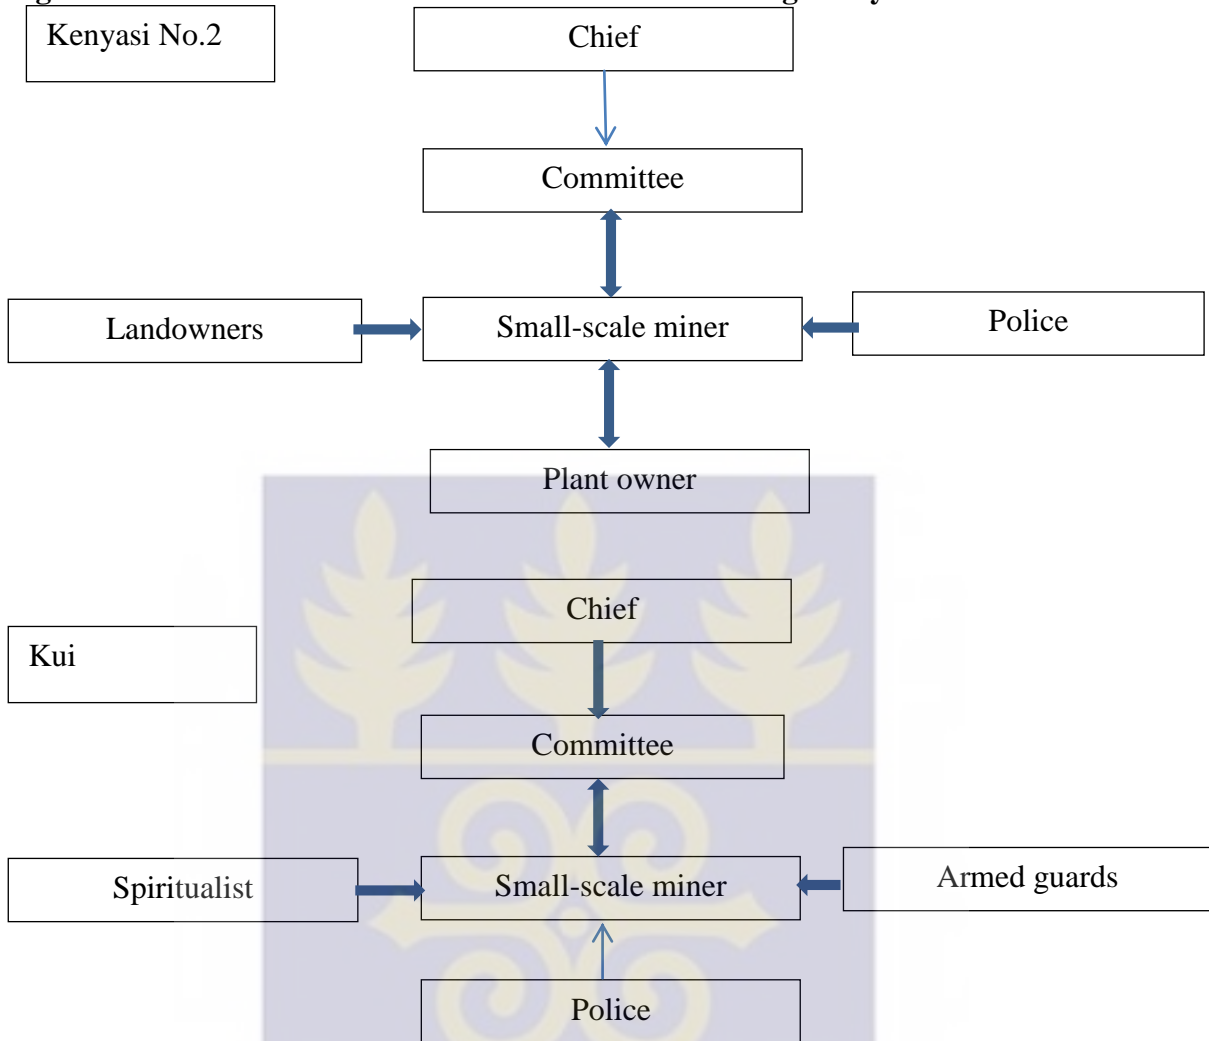 Kenyasi No.2
Chief
Committee
Landowners
Small-scale miner
Police
Plant owner
Chief
Kui
Committee
Spiritualist
Small-scale miner
Armed guards
Police